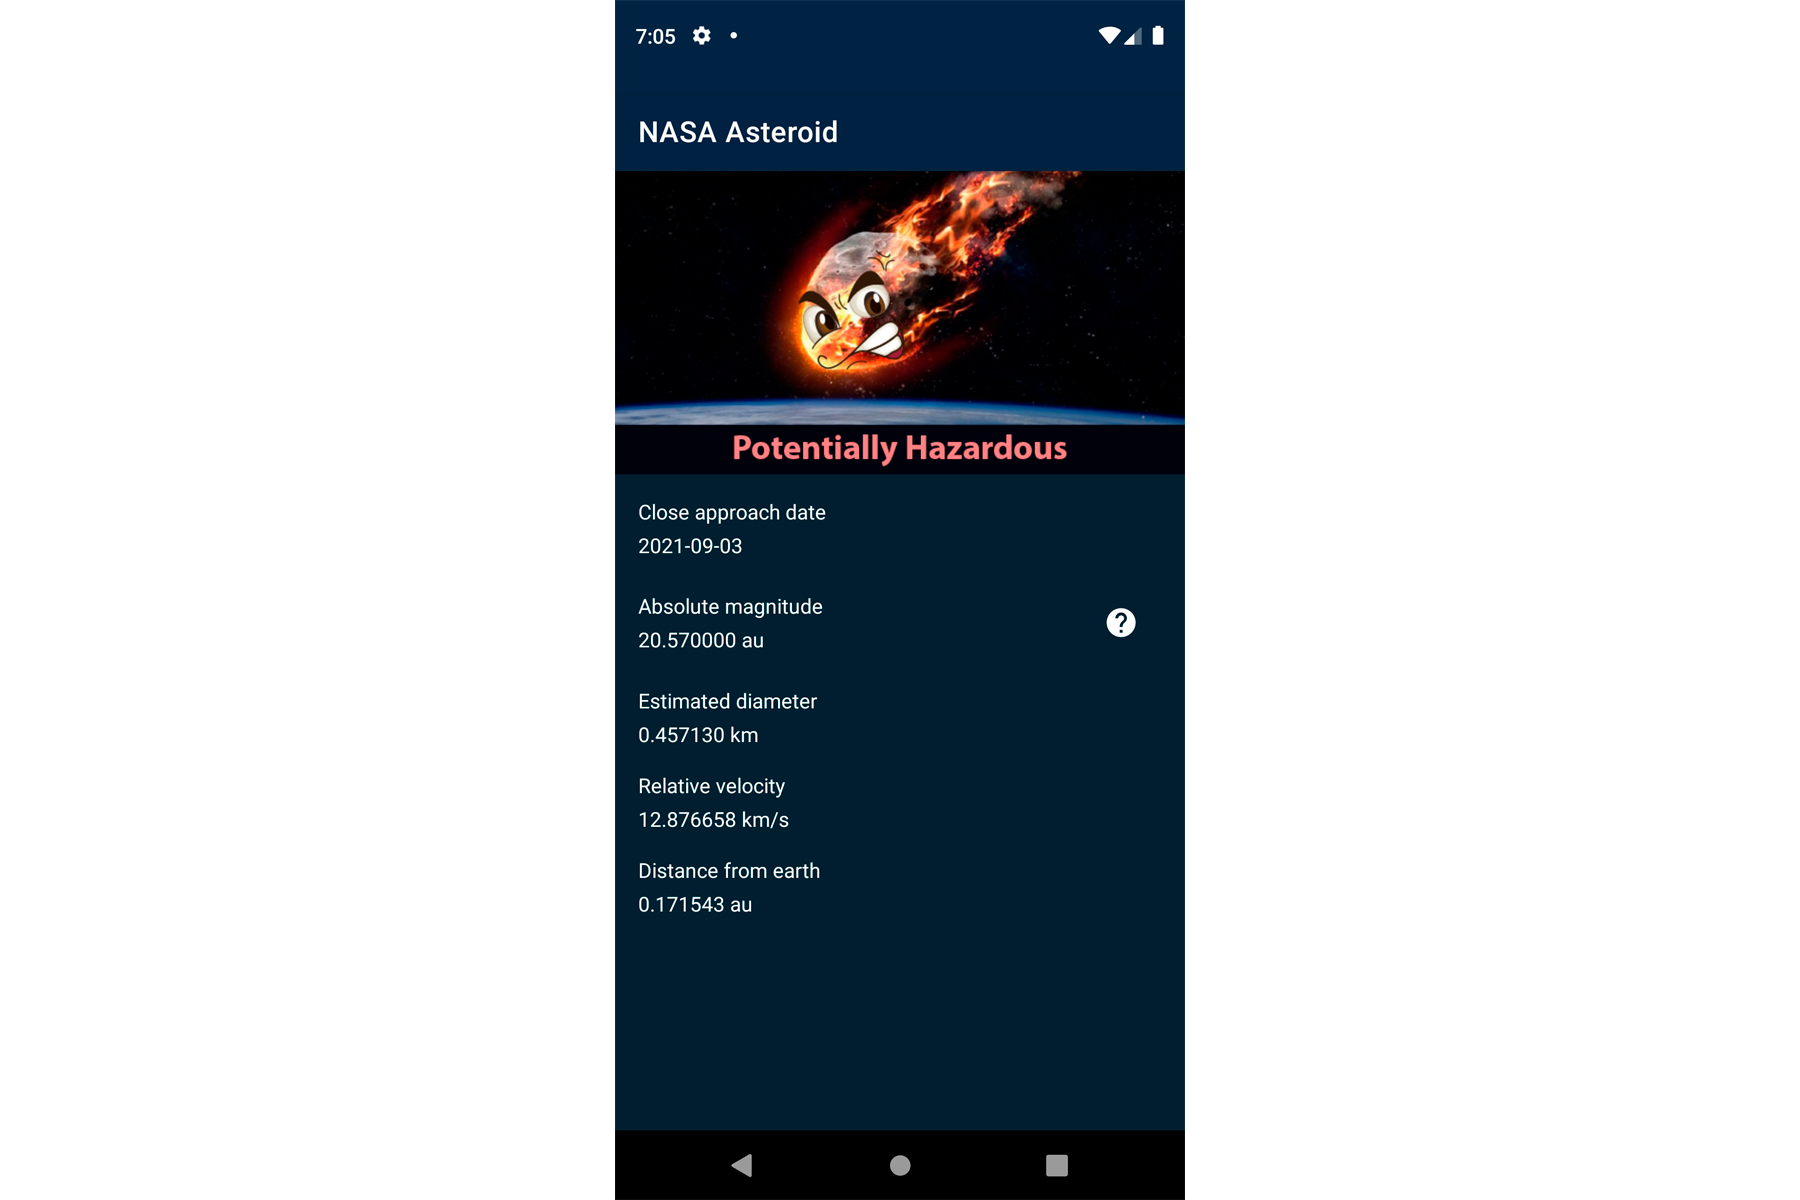 7:05
NASA Asteroid
Potentially Hazardous
Close approach date
2021-09-03
Absolute magnitude
20.570000 au
?
Estimated diameter
0.457130 km
Relative velocity
12.876658 km/s
Distance from earth
0.171543 au